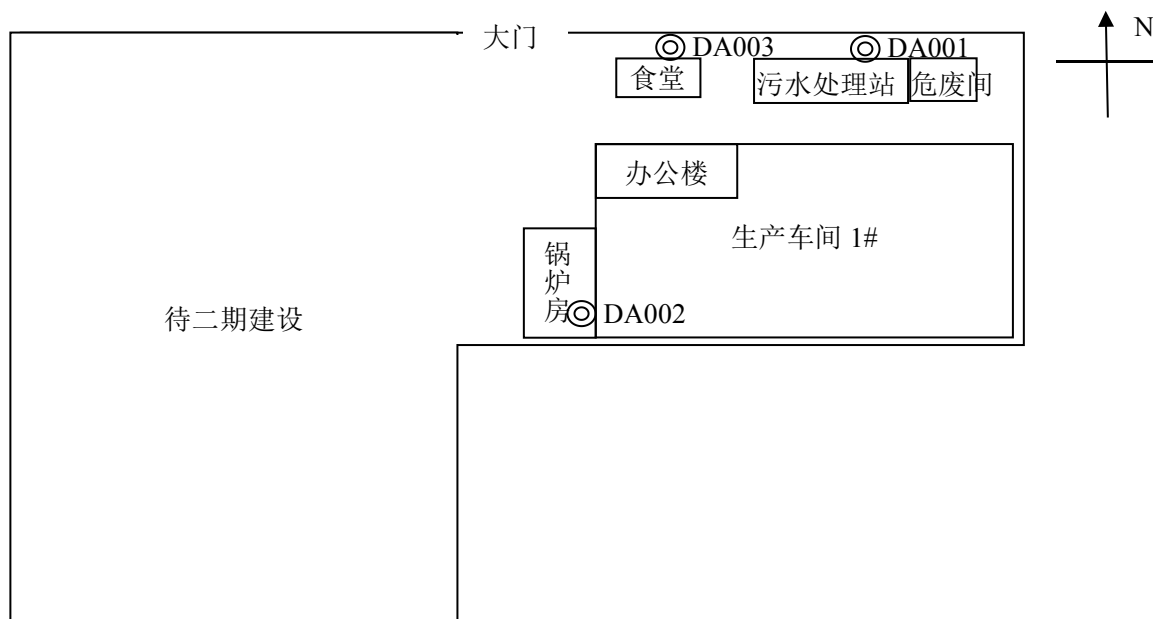 N
大门
DA003
DA001
食堂
污水处理站
危废间
办公楼
生产车间 1#
锅炉房
DA002
待二期建设